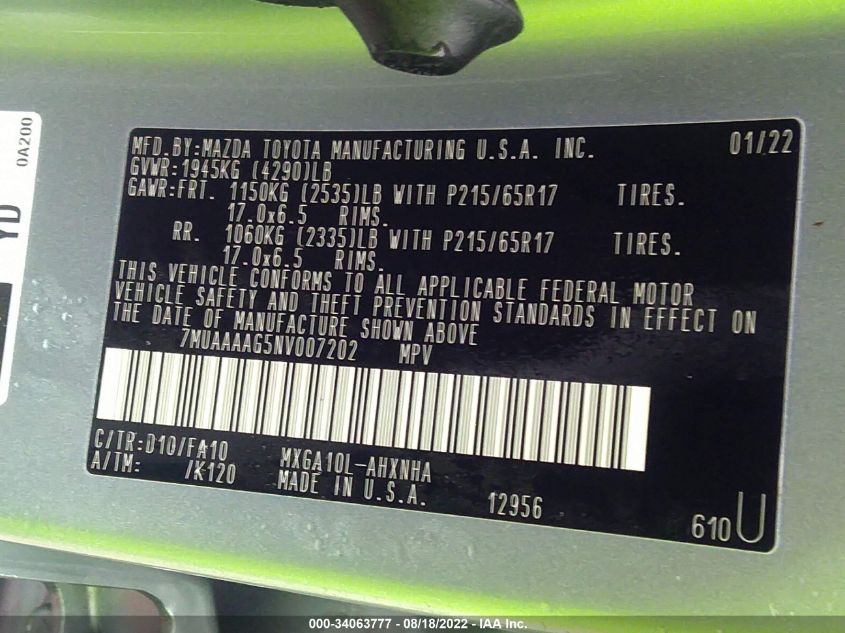 MFD. BY:MAZDA TOYOTA MANUFACTURING U.S.A. INC. 01/22
GVWR:1945KG (4290)LB
GAWR:FRT. 1150KG (2535)LB WITH P215/65R17 TIRES.
17.0x6.5 RIMS.
RR. 1060KG (2335)LB WITH P215/65R17 TIRES.
17.0x6.5 RIMS.
THIS VEHICLE CONFORMS TO ALL APPLICABLE FEDERAL MOTOR
VEHICLE SAFETY AND THEFT PREVENTION STANDARDS IN EFFECT ON
THE DATE OF MANUFACTURE SHOWN ABOVE
7MUAAAAG5NV007202 MPV
C/TR:D10/FA10 MXGA10L-AHXNHA
A/TM: /K120 MADE IN U.S.A. 12956 610U
0A200
YD
000-34063777 - 08/18/2022 - IAA Inc.